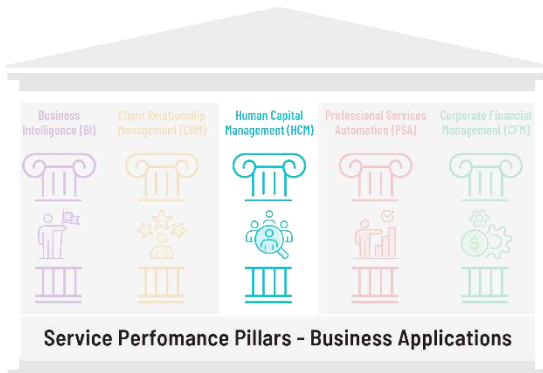 Business
Intelligence (BI)
Client Relationship
Management (CRM)
Human Capital
Management (HCM)
Professional Services
Automation (PSA)
Corporate Financial
Management (CFM)
$
Service Perfomance Pillars - Business Applications